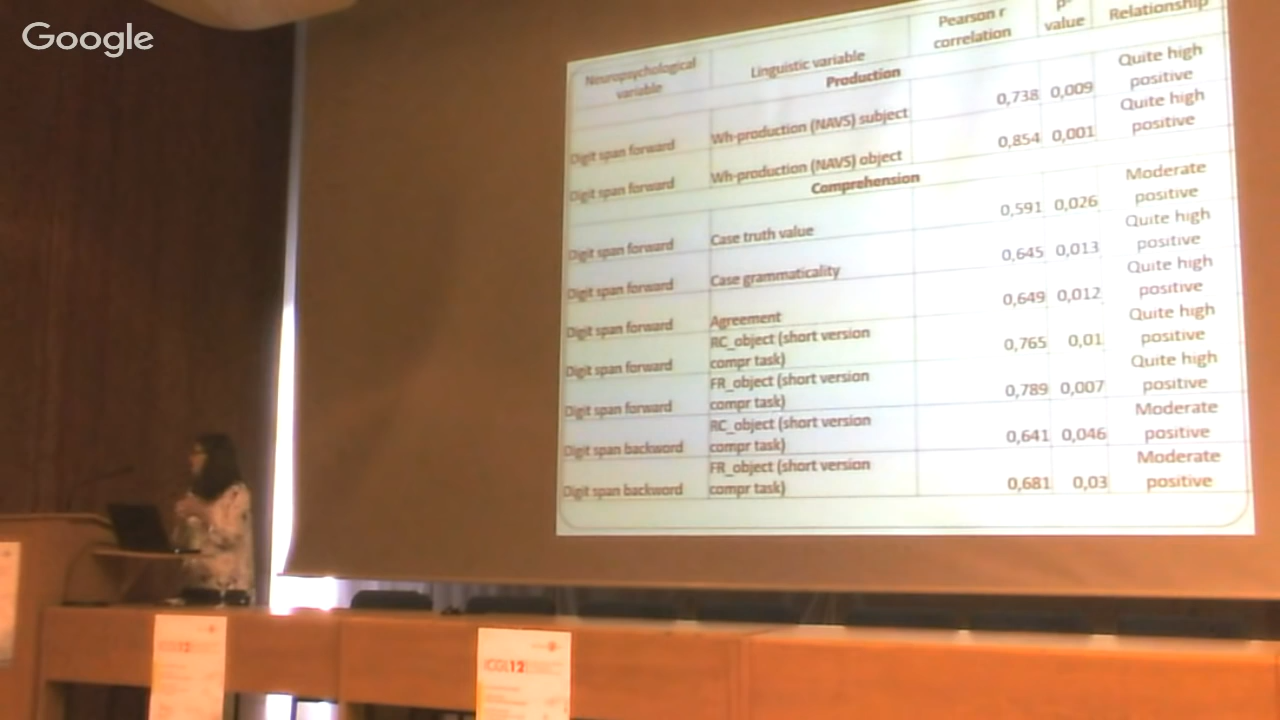 Google
Neuropsychological variable Linguistic variable Pearson r correlation p- value Relationship
Production
Digit span forward Wh-production (NAVS) subject 0,738 0,009 Quite high positive
Digit span forward Wh-production (NAVS) object 0,854 0,001 Quite high positive
Comprehension
Digit span forward Case truth value 0,591 0,026 Moderate positive
Digit span forward Case grammaticality 0,645 0,013 Quite high positive
Digit span forward Agreement 0,649 0,012 Quite high positive
Digit span forward RC_object (short version compr task) 0,765 0,01 Quite high positive
Digit span forward FR_object (short version compr task) 0,789 0,007 Quite high positive
Digit span backword RC_object (short version compr task) 0,641 0,046 Moderate positive
Digit span backword FR_object (short version compr task) 0,681 0,03 Moderate positive
ICGL12
ICGL12